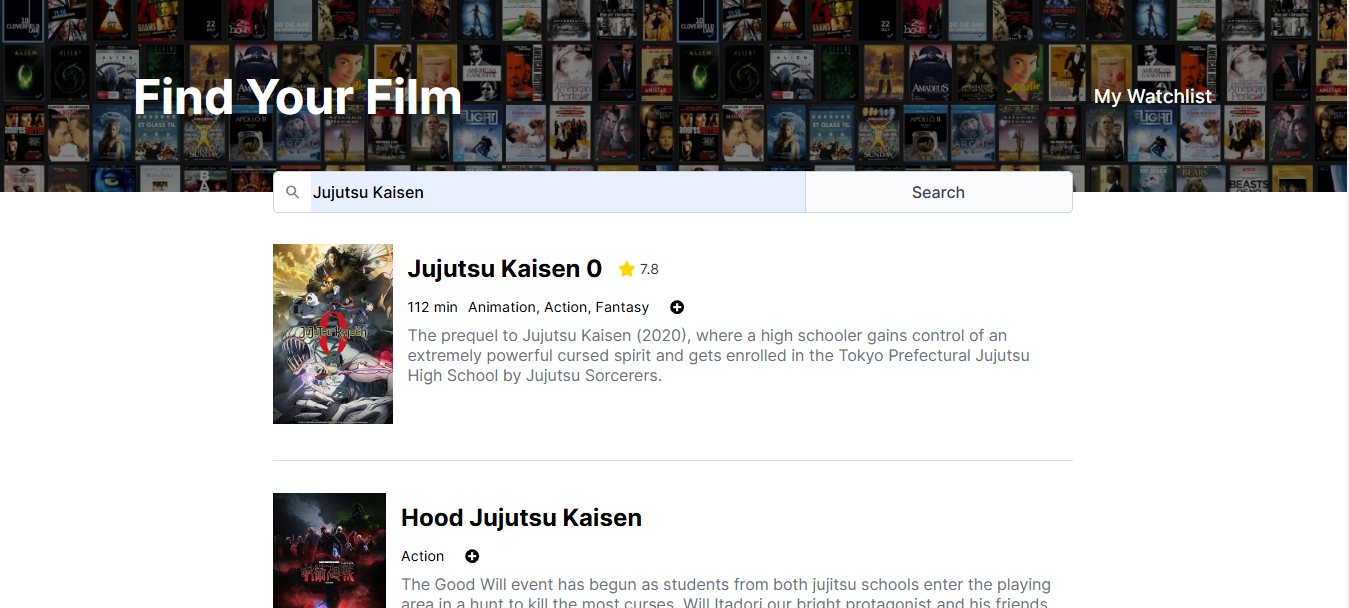 Find Your Film
My Watchlist
Jujutsu Kaisen
Search
Jujutsu Kaisen 0 7.8
112 min Animation, Action, Fantasy
The prequel to Jujutsu Kaisen (2020), where a high schooler gains control of an
extremely powerful cursed spirit and gets enrolled in the Tokyo Prefectural Jujutsu
High School by Jujutsu Sorcerers.
Hood Jujutsu Kaisen
Action
The Good Will event has begun as students from both jujitsu schools enter the playing
area in a hunt to kill the most curses. Will Itadori our bright protagonist and his friends